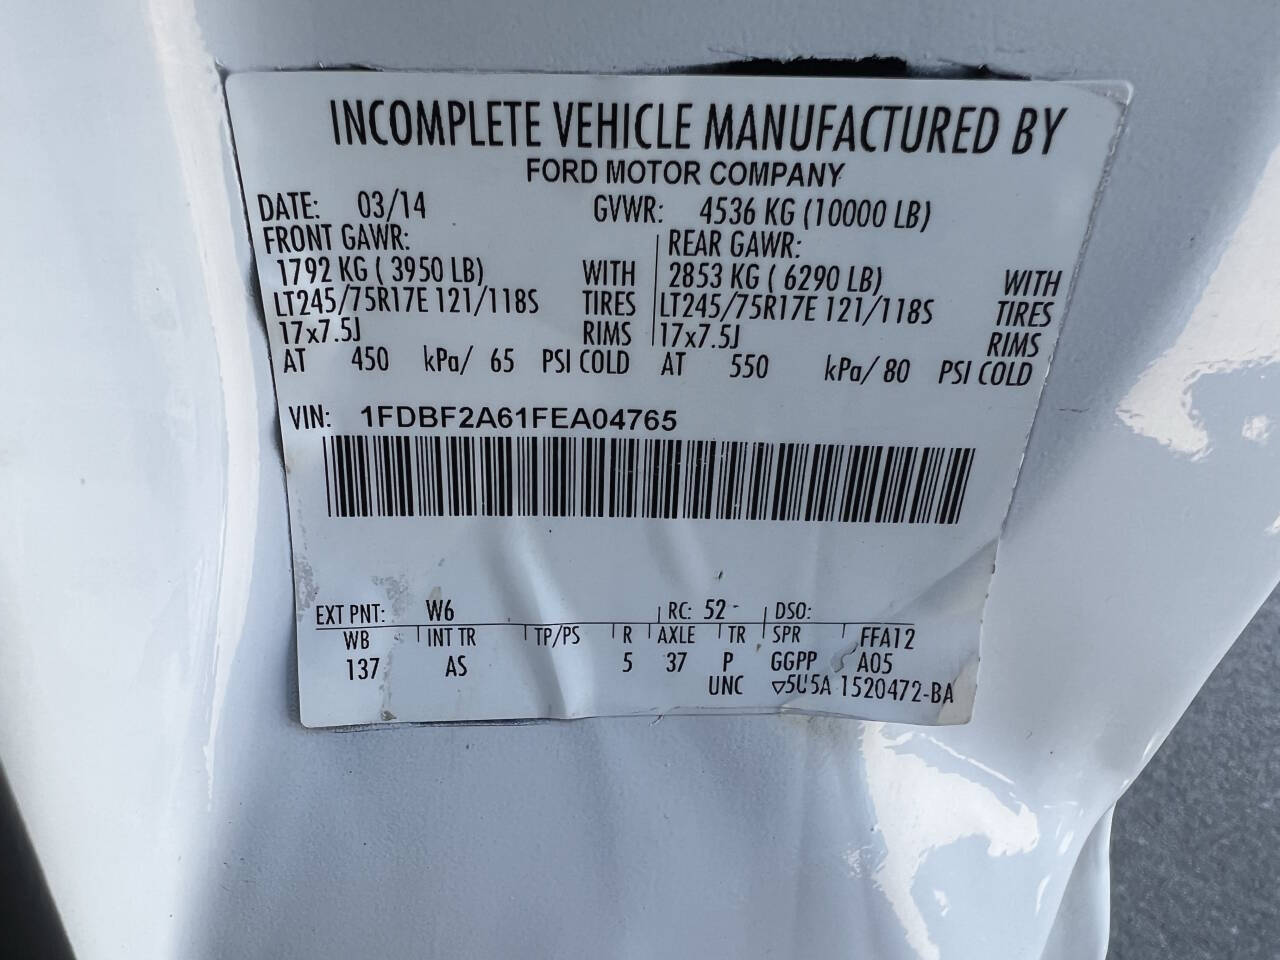 INCOMPLETE VEHICLE MANUFACTURED BY
FORD MOTOR COMPANY
DATE: 03/14 GVWR: 4536 KG (10000 LB)
FRONT GAWR: REAR GAWR:
1792 KG ( 3950 LB) WITH 2853 KG ( 6290 LB) WITH
LT245/75R17E 121/118S TIRES LT245/75R17E 121/118S TIRES
17x7.5J RIMS 17x7.5J RIMS
AT 450 kPa/ 65 PSI COLD AT 550 kPa/ 80 PSI COLD
VIN: 1FDBF2A61FEA04765
EXT PNT: W6 RC: 52 DSO:
WB INT TR TP/PS R AXLE TR SPR FFA12
137 AS 5 37 P GGPP A05
UNC ▽5U5A 1520472-BA